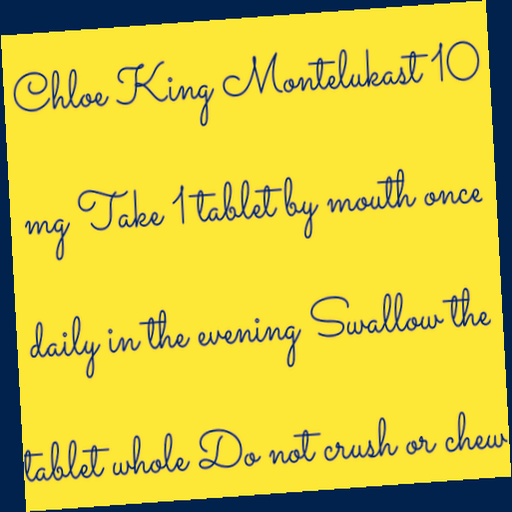 Chloe King Montelukast 10
mg Take 1 tablet by mouth once
daily in the evening Swallow the
tablet whole Do not crush or chew